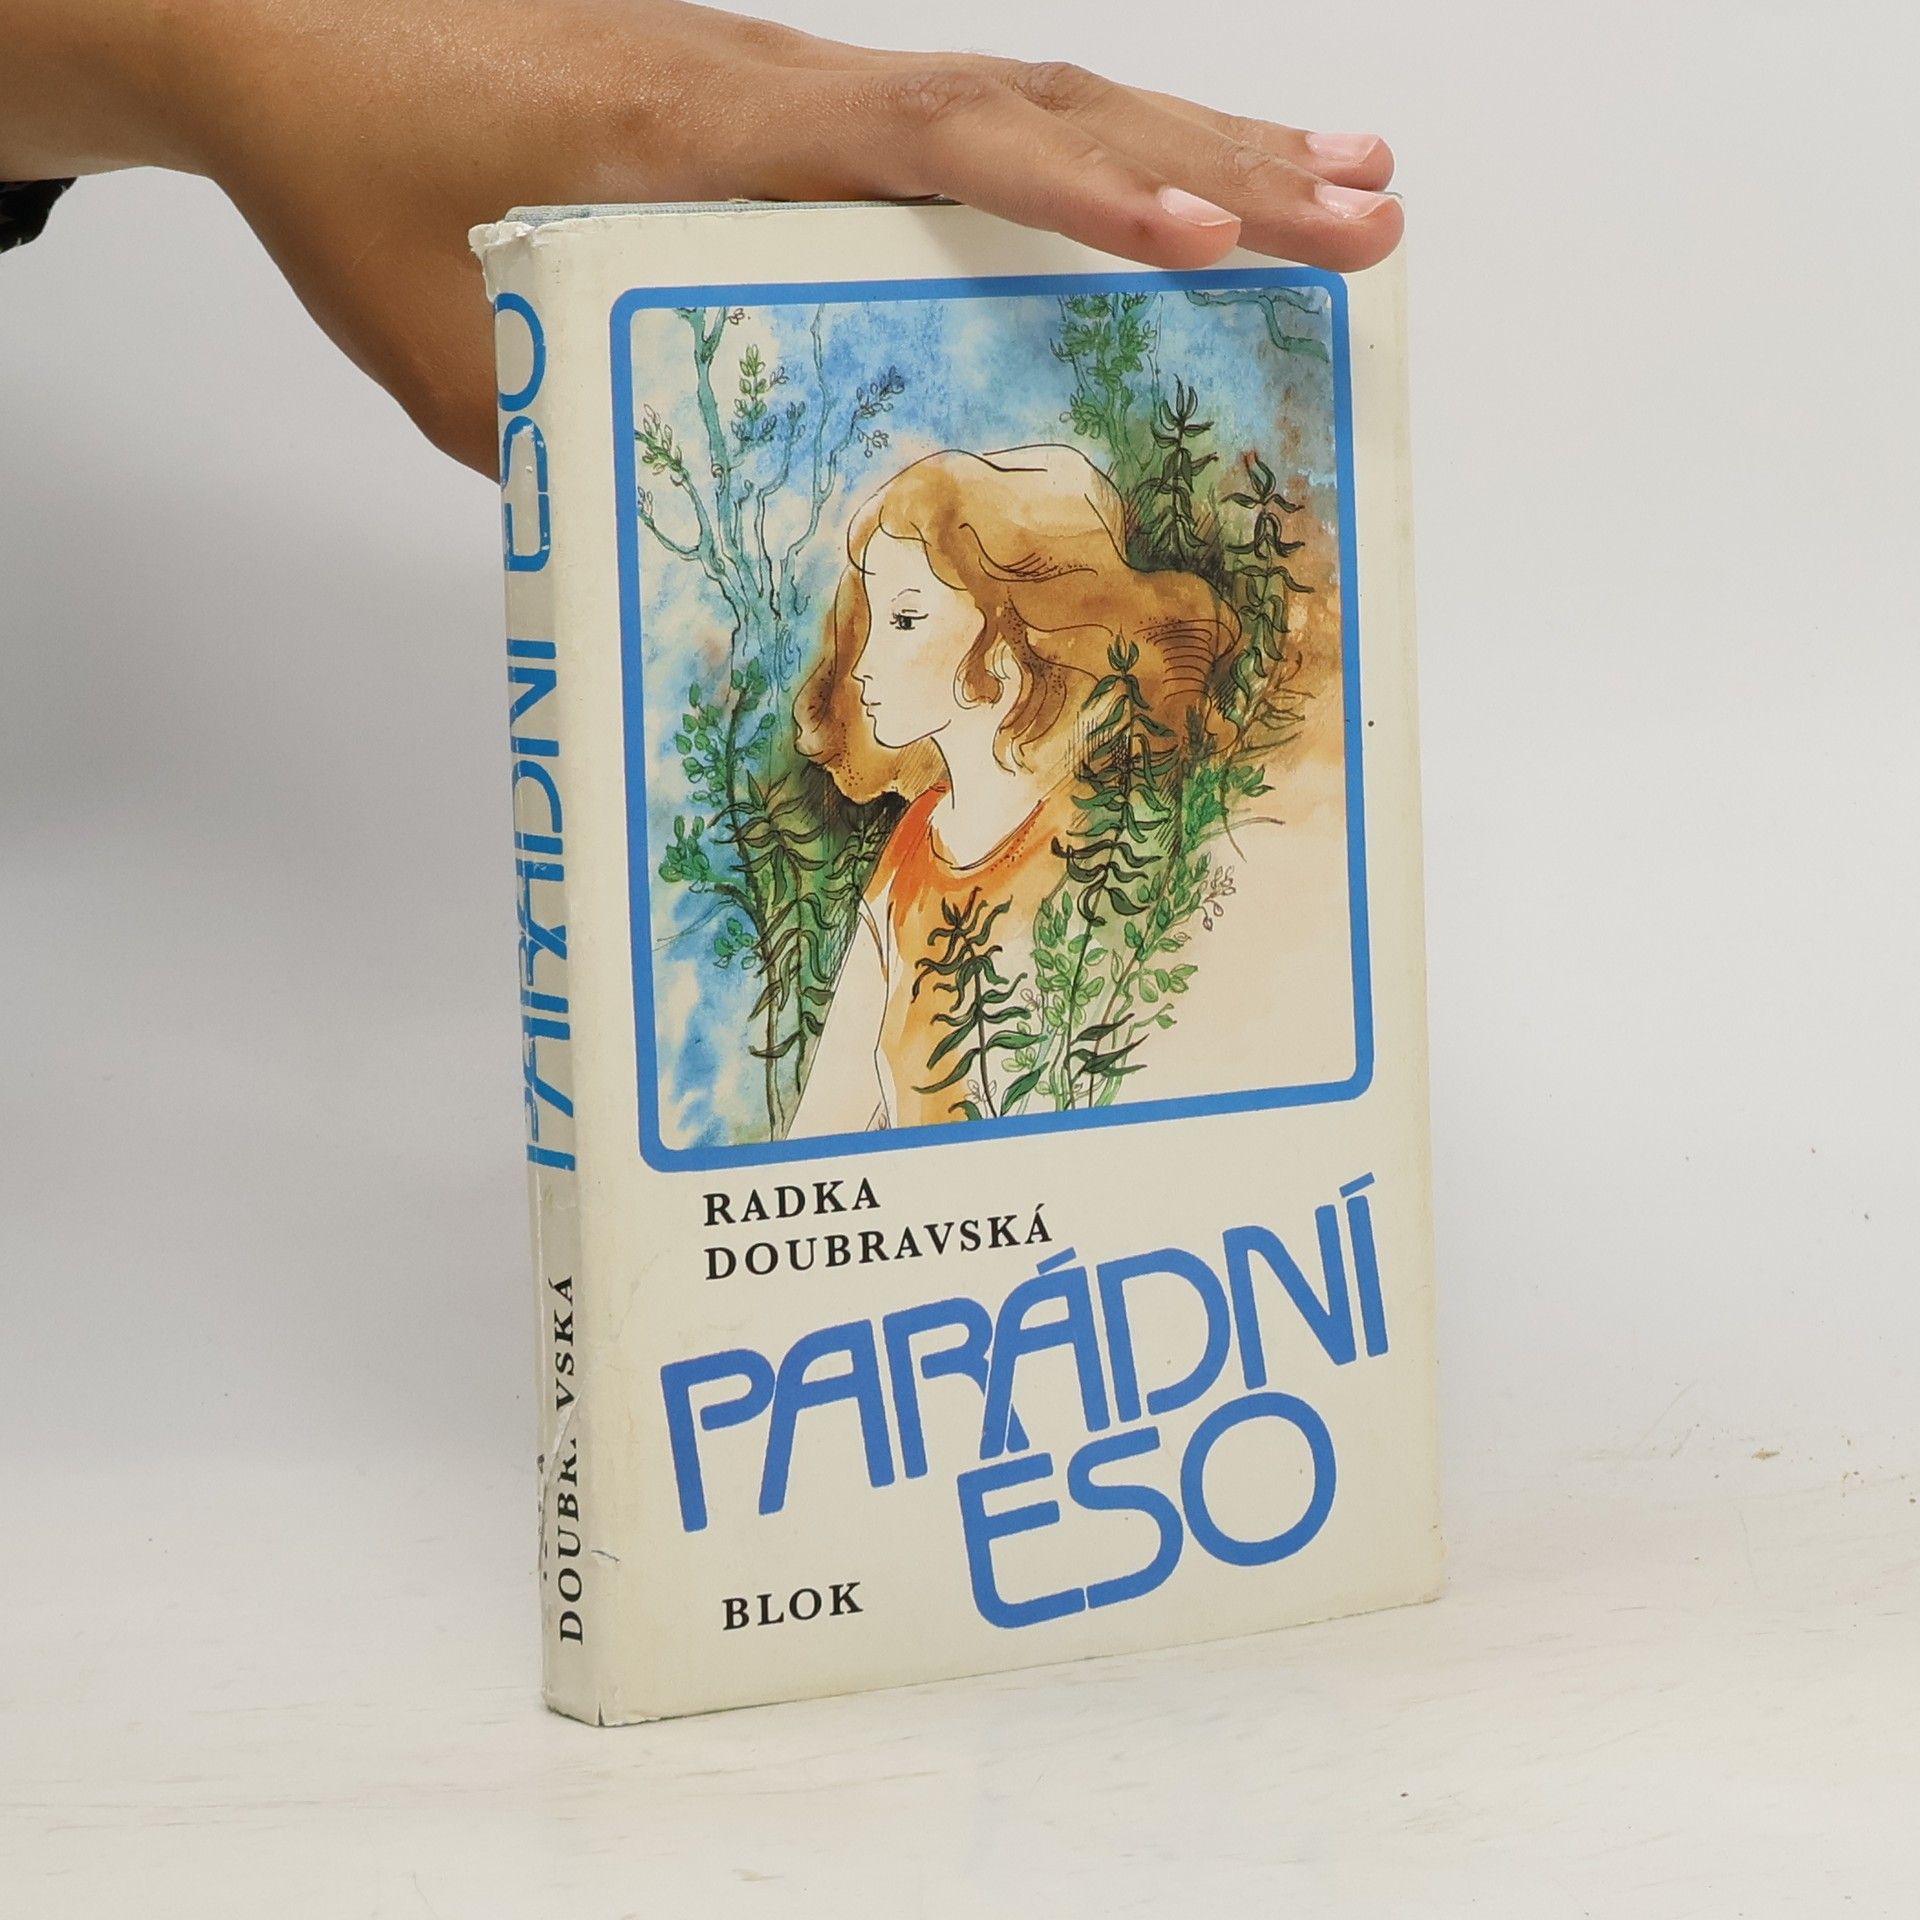 RADKA
DOUBRAVSKÁ
PARÁDNÍ
ESO
BLOK
PARÁDNÍ ESO
DOUBRAVSKÁ